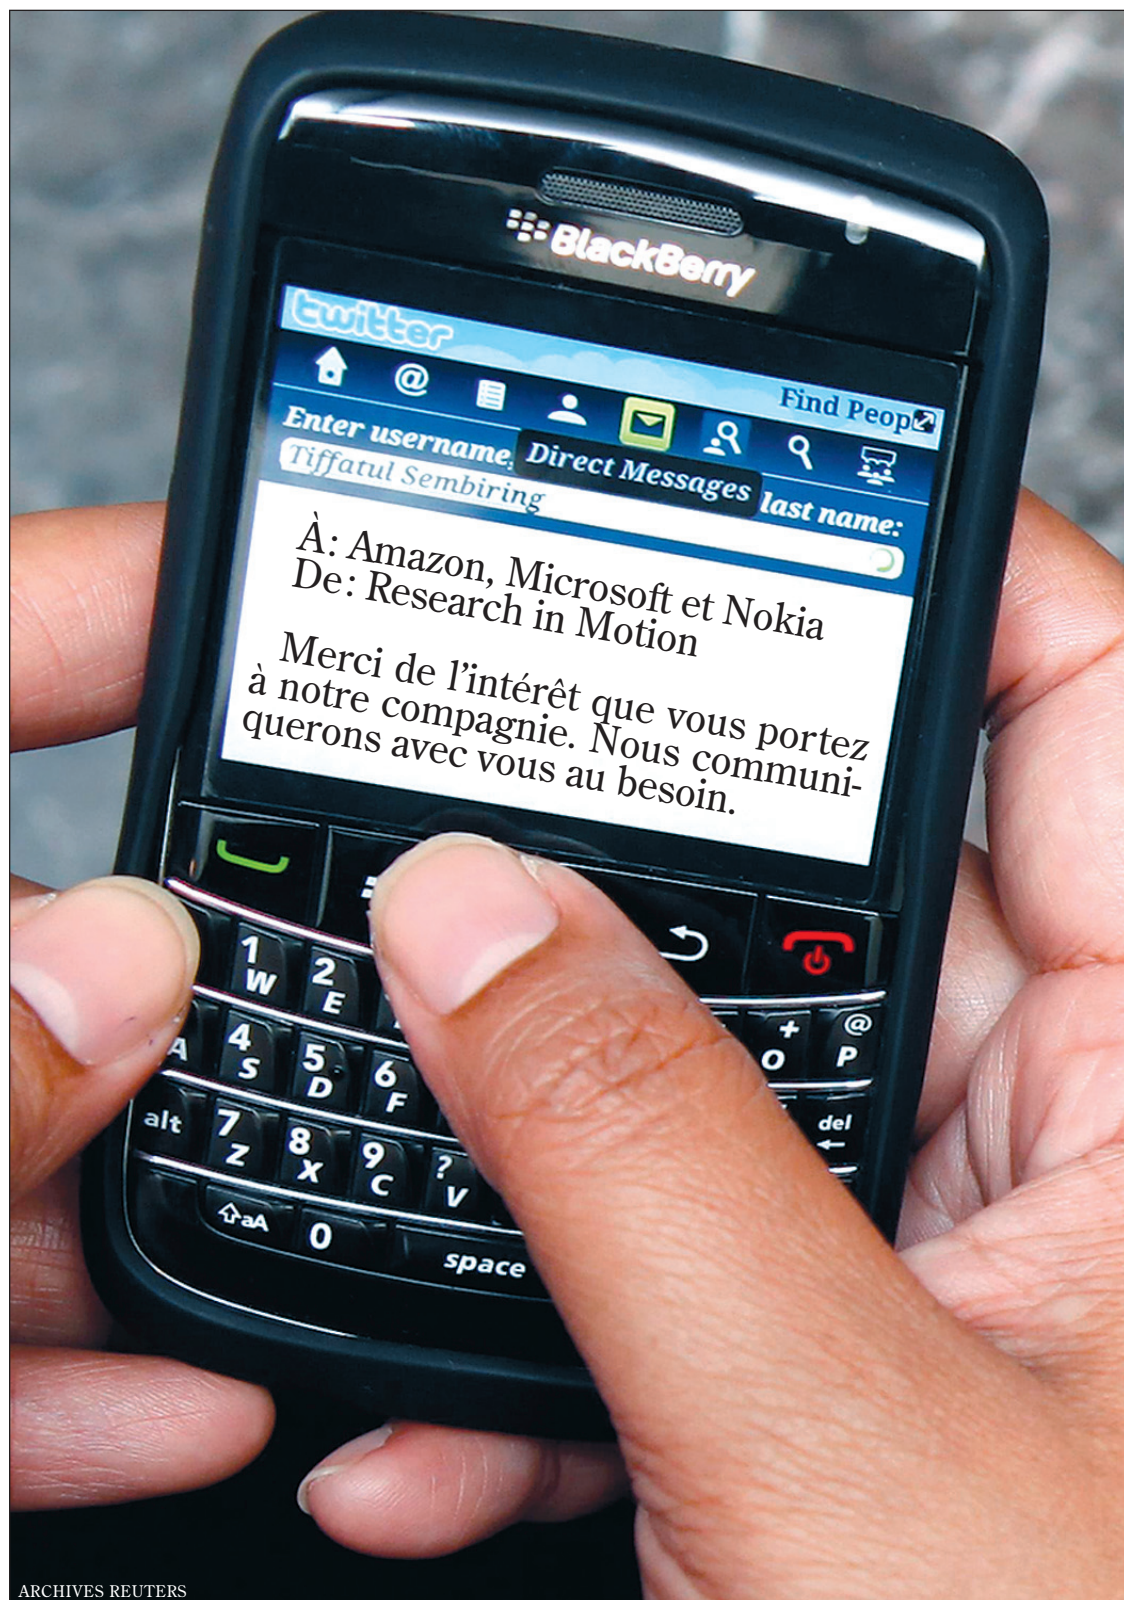 BlackBerry
twitter
Find Peop
Enter username,
Direct Messages
last name:
Tiffatul Sembiring
À: Amazon, Microsoft et Nokia
De: Research in Motion
Merci de l’intérêt que vous portez
à notre compagnie. Nous communi-
querons avec vous au besoin.
1 2
W E
+ @
O P
A 4 5 6
S D F
alt 7 8 9 ?
Z X C V
del
aA 0 space
ARCHIVES REUTERS